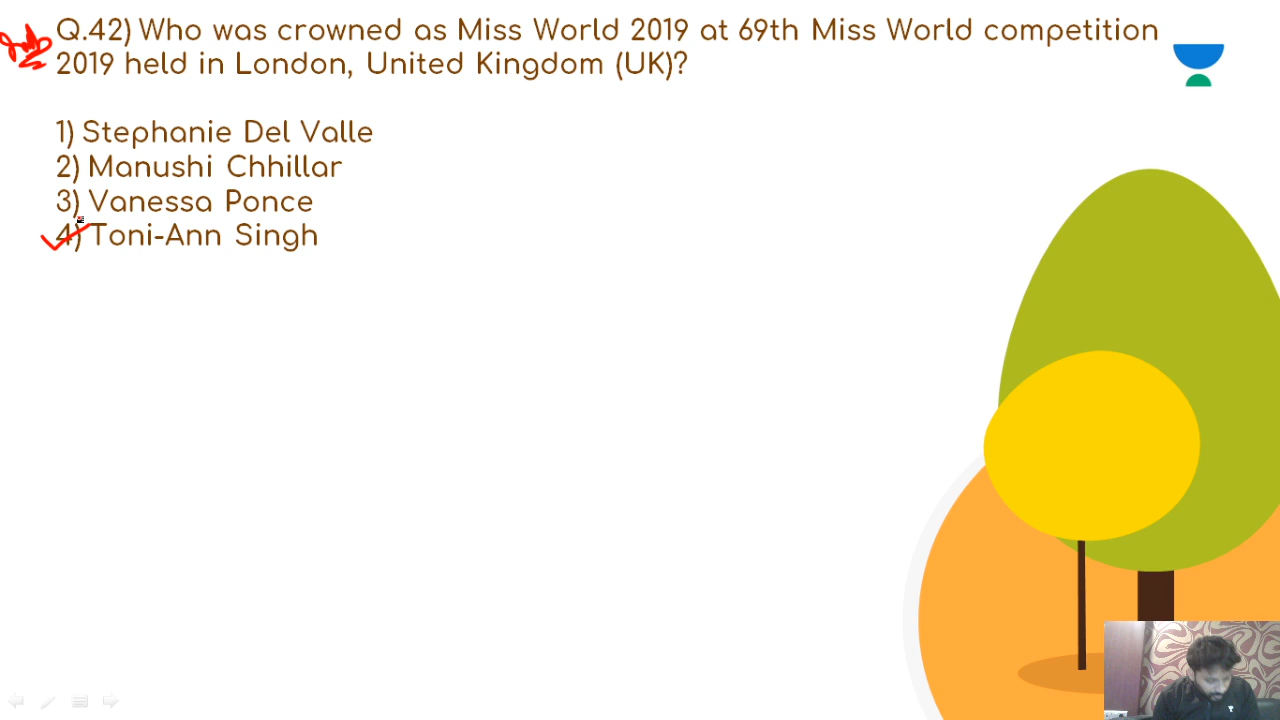 Q.42) Who was crowned as Miss World 2019 at 69th Miss World competition
2019 held in London, United Kingdom (UK)?
1) Stephanie Del Valle
2) Manushi Chhillar
3) Vanessa Ponce
4) Toni-Ann Singh